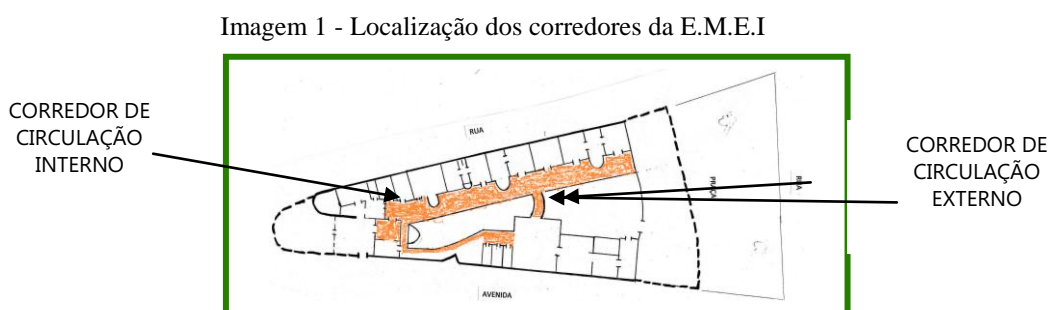 Imagem 1 - Localização dos corredores da E.M.E.I
CORREDOR DE
CIRCULAÇÃO
INTERNO
RUA
PRAÇA
RUA
AVENIDA
CORREDOR DE
CIRCULAÇÃO
EXTERNO